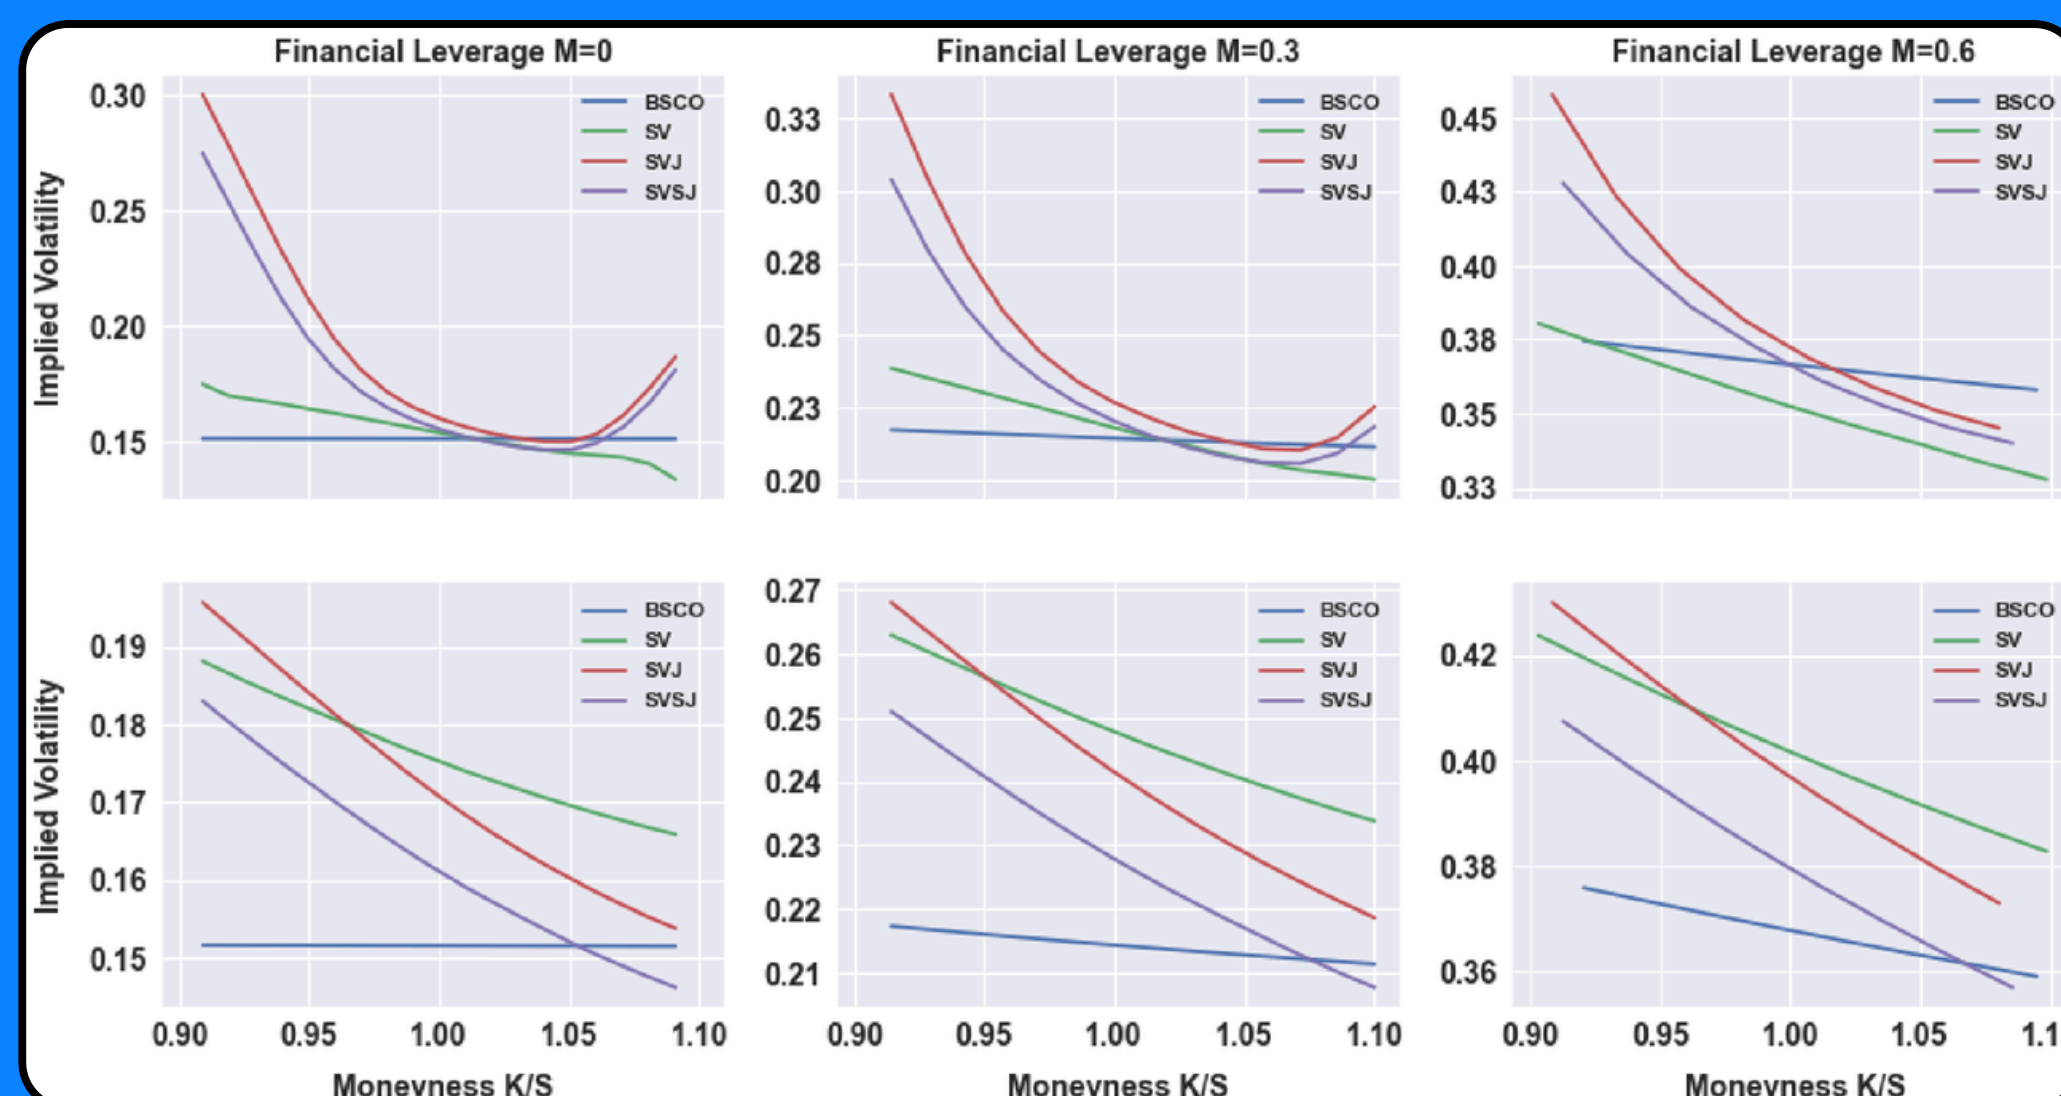 Financial Leverage M=0
Implied Volatility
0.30
0.25
0.20
0.15
BSCO
SV
SVJ
SVSJ
Financial Leverage M=0.3
0.33
0.30
0.28
0.25
0.23
0.20
BSCO
SV
SVJ
SVSJ
Financial Leverage M=0.6
0.45
0.43
0.40
0.38
0.35
0.33
BSCO
SV
SVJ
SVSJ
Implied Volatility
0.19
0.18
0.17
0.16
0.15
BSCO
SV
SVJ
SVSJ
0.90 0.95 1.00 1.05 1.10
Moneyness K/S
0.27
0.26
0.25
0.24
0.23
0.22
0.21
BSCO
SV
SVJ
SVSJ
0.90 0.95 1.00 1.05 1.10
Moneyness K/S
0.42
0.40
0.38
0.36
BSCO
SV
SVJ
SVSJ
0.90 0.95 1.00 1.05 1.1
Moneyness K/S